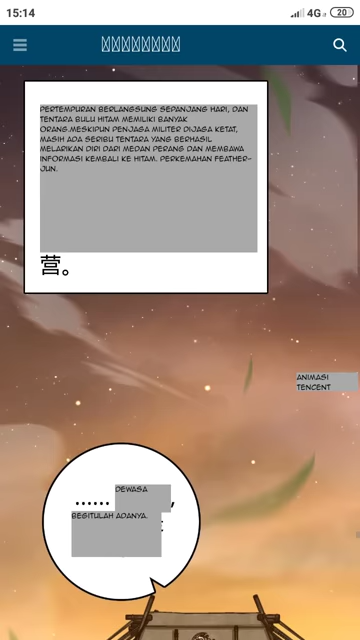 15:14
4G
20
PERTEMPURAN BERLANGSUNG SEPANJANG HARI, DAN
TENTARA BULU HITAM MEMILIKI BANYAK
ORANG.MESKIPUN PENJAGA MILITER DIJAGA KETAT,
MASIH ADA SERIBU TENTARA YANG BERHASIL
MELARIKAN DIRI DARI MEDAN PERANG DAN MEMBAWA
INFORMASI KEMBALI KE HITAM. PERKEMAHAN FEATHER-
JUN.
营。
ANIMASI
TENCENT
...... DEWASA ,
BEGITULAH ADANYA.